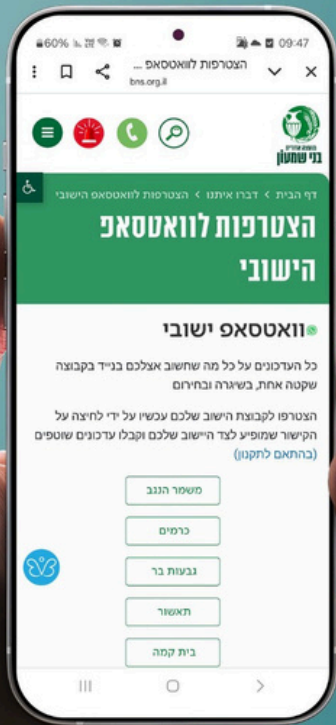 60% 09:47
הצטרפות לוואטסאפ ...
bns.org.il
בני שמעון
דף הבית > דברו איתנו > הצטרפות לוואטסאפ הישובי
הצטרפות לוואטסאפ
הישובי
וואטסאפ ישובי
כל העדכונים על כל מה שחשוב אצלכם בנייד בקבוצה
שקטה אחת, בשיגרה ובחירום
הצטרפו לקבוצת הישוב שלכם עכשיו על ידי לחיצה על
הקישור שמופיע לצד היישוב שלכם וקבלו עדכונים שוטפים
(בהתאם לתקנון)
משמר הנגב
כרמים
גבעות בר
תאשור
בית קמה